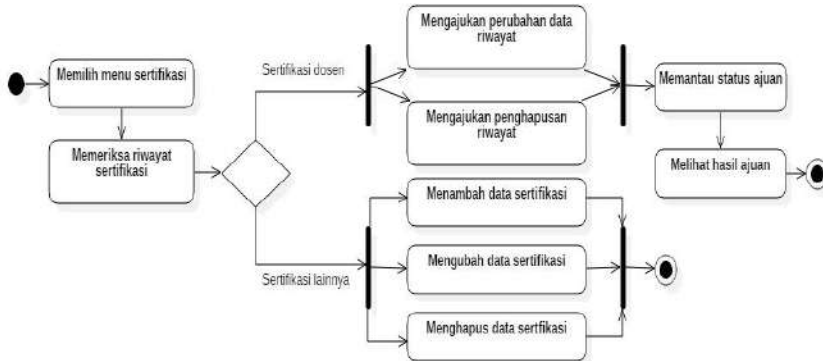 Memilih menu sertifikasi
Memeriksa riwayat
sertifikasi
Sertifikasi dosen
Mengajukan perubahan data
riwayat
Mengajukan penghapusan
riwayat
Memantau status ajuan
Melihat hasil ajuan
Sertifikasi lainnya
Menambah data sertifikasi
Mengubah data sertifikasi
Menghapus data sertfikasi